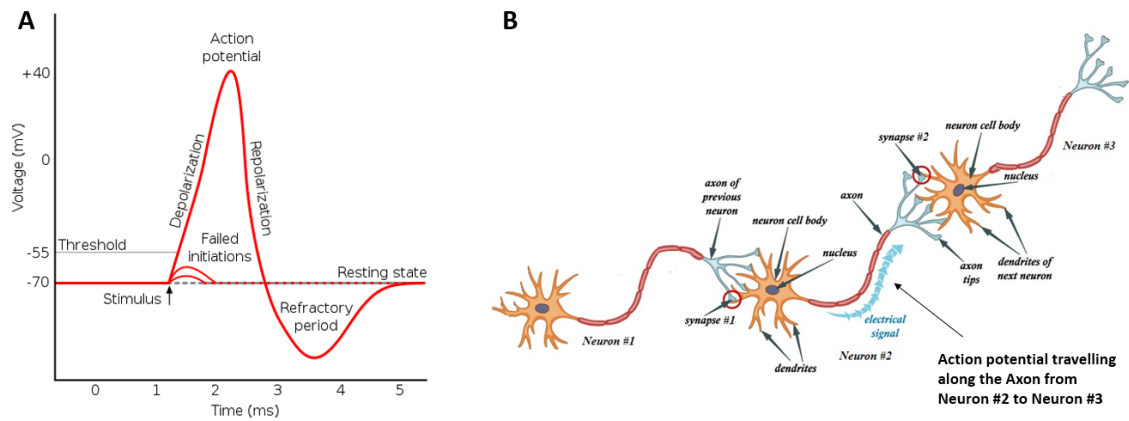 A
Action
potential
+40
Voltage (mV)
0
Depolarization
Repolarization
Threshold
-55
Failed
initiations
-70
Resting state
Stimulus
Refractory
period
0
1
2
3
4
5
Time (ms)
B
neuron cell body
synapse #2
Neuron #3
nucleus
axon of
previous
neuron
axon
neuron cell body
nucleus
axon
tips
dendrites of
next neuron
synapse #1
electrical
signal
Neuron #1
dendrites
Neuron #2
Action potential travelling
along the Axon from
Neuron #2 to Neuron #3